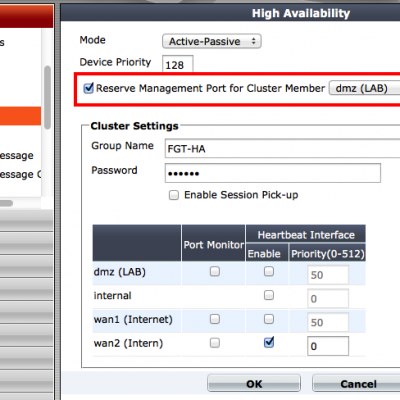 High Availability
s
Mode Active-Passive
Device Priority 128
Reserve Management Port for Cluster Member dmz (LAB)
essage
essage
Cluster Settings
Group Name FGT-HA
Password ••••••
Enable Session Pick-up
Port Monitor Heartbeat Interface
Enable Priority(0-512)
dmz (LAB) 50
internal 0
wan1 (Internet) 50
wan2 (Intern) 0
OK Cancel